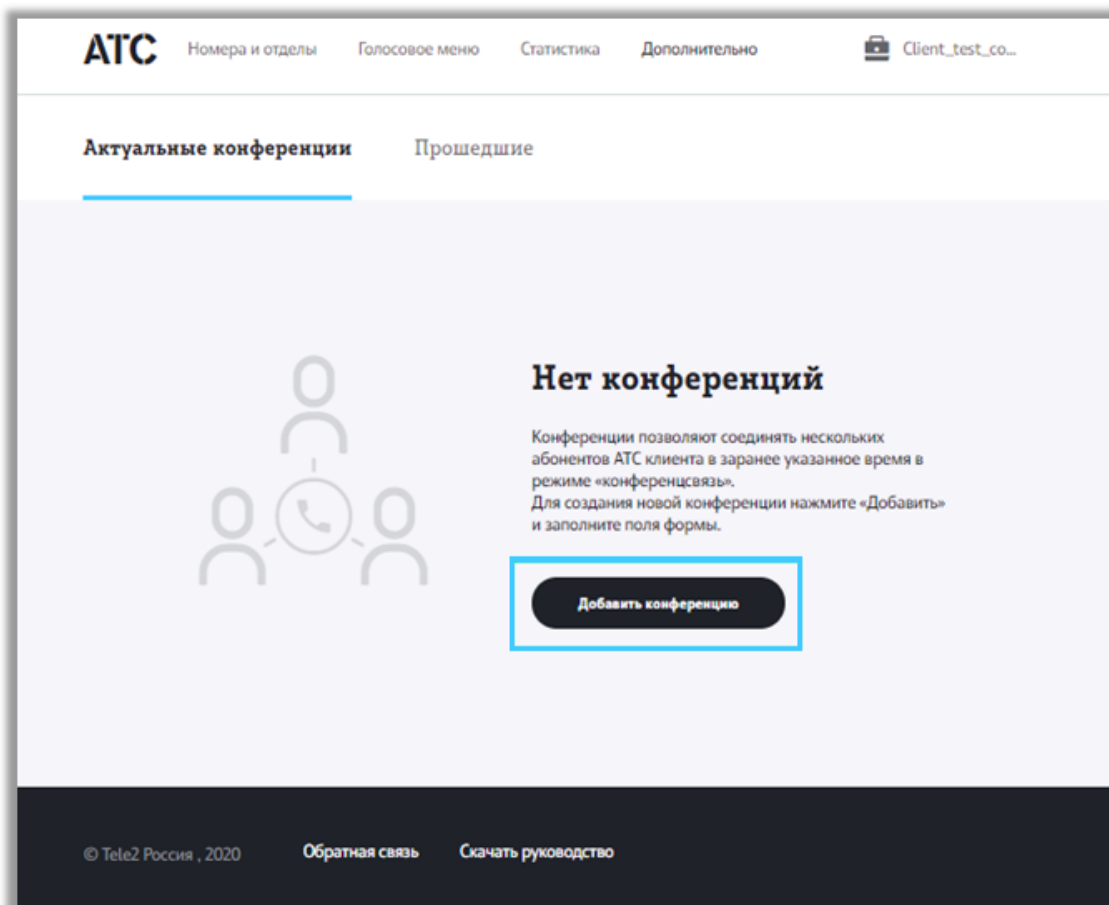 АТС Номера и отделы Голосовое меню Статистика Дополнительно Client_test_co...
Актуальные конференции Прошедшие
Нет конференций
Конференции позволяют соединять нескольких
абонентов АТС клиента в заранее указанное время в
режиме «конференцсвязь».
Для создания новой конференции нажмите «Добавить»
и заполните поля формы.
Добавить конференцию
© Tele2 Россия , 2020 Обратная связь Скачать руководство